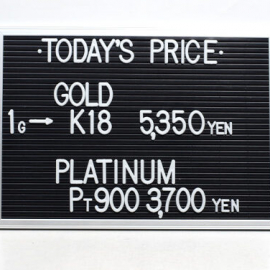 ·TODAY'S PRICE·
GOLD
1G→ K18 5,350 YEN
PLATINUM
PT900 3,700 YEN